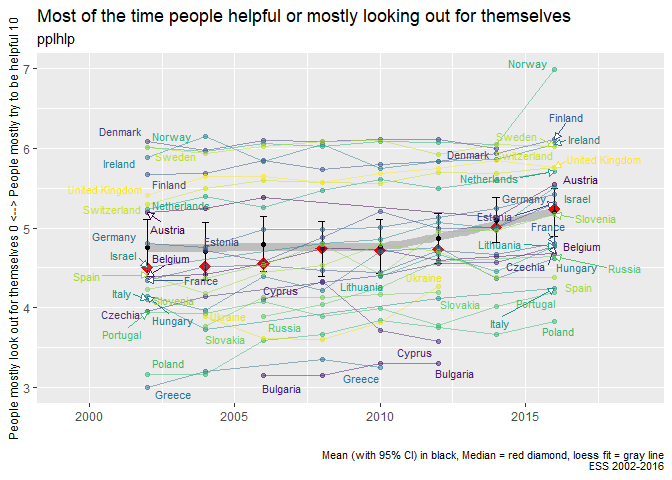 Most of the time people helpful or mostly looking out for themselves
pplhlp
People mostly look out for themselves 0 <--> People mostly try to be helpful 10
7
6
5
4
3
Norway
Finland
Denmark
Norway
Sweden
Ireland
Sweden
Denmark
Switzerland
United Kingdom
Ireland
Netherlands
Austria
Finland
United Kingdom
Netherlands
Germany
Israel
Switzerland
Estonia
Slovenia
Austria
France
Germany
Estonia
Lithuania
Belgium
Israel
Belgium
Czechia
Hungary
Russia
Spain
France
Ukraine
Spain
Lithuania
Italy
Slovenia
Cyprus
Slovakia
Portugal
Czechia
Hungary
Ukraine
Italy
Portugal
Slovakia
Russia
Poland
Poland
Cyprus
Greece
Bulgaria
Greece
Bulgaria
2000
2005
2010
2015
Mean (with 95% CI) in black, Median = red diamond, loess fit = gray line
ESS 2002-2016